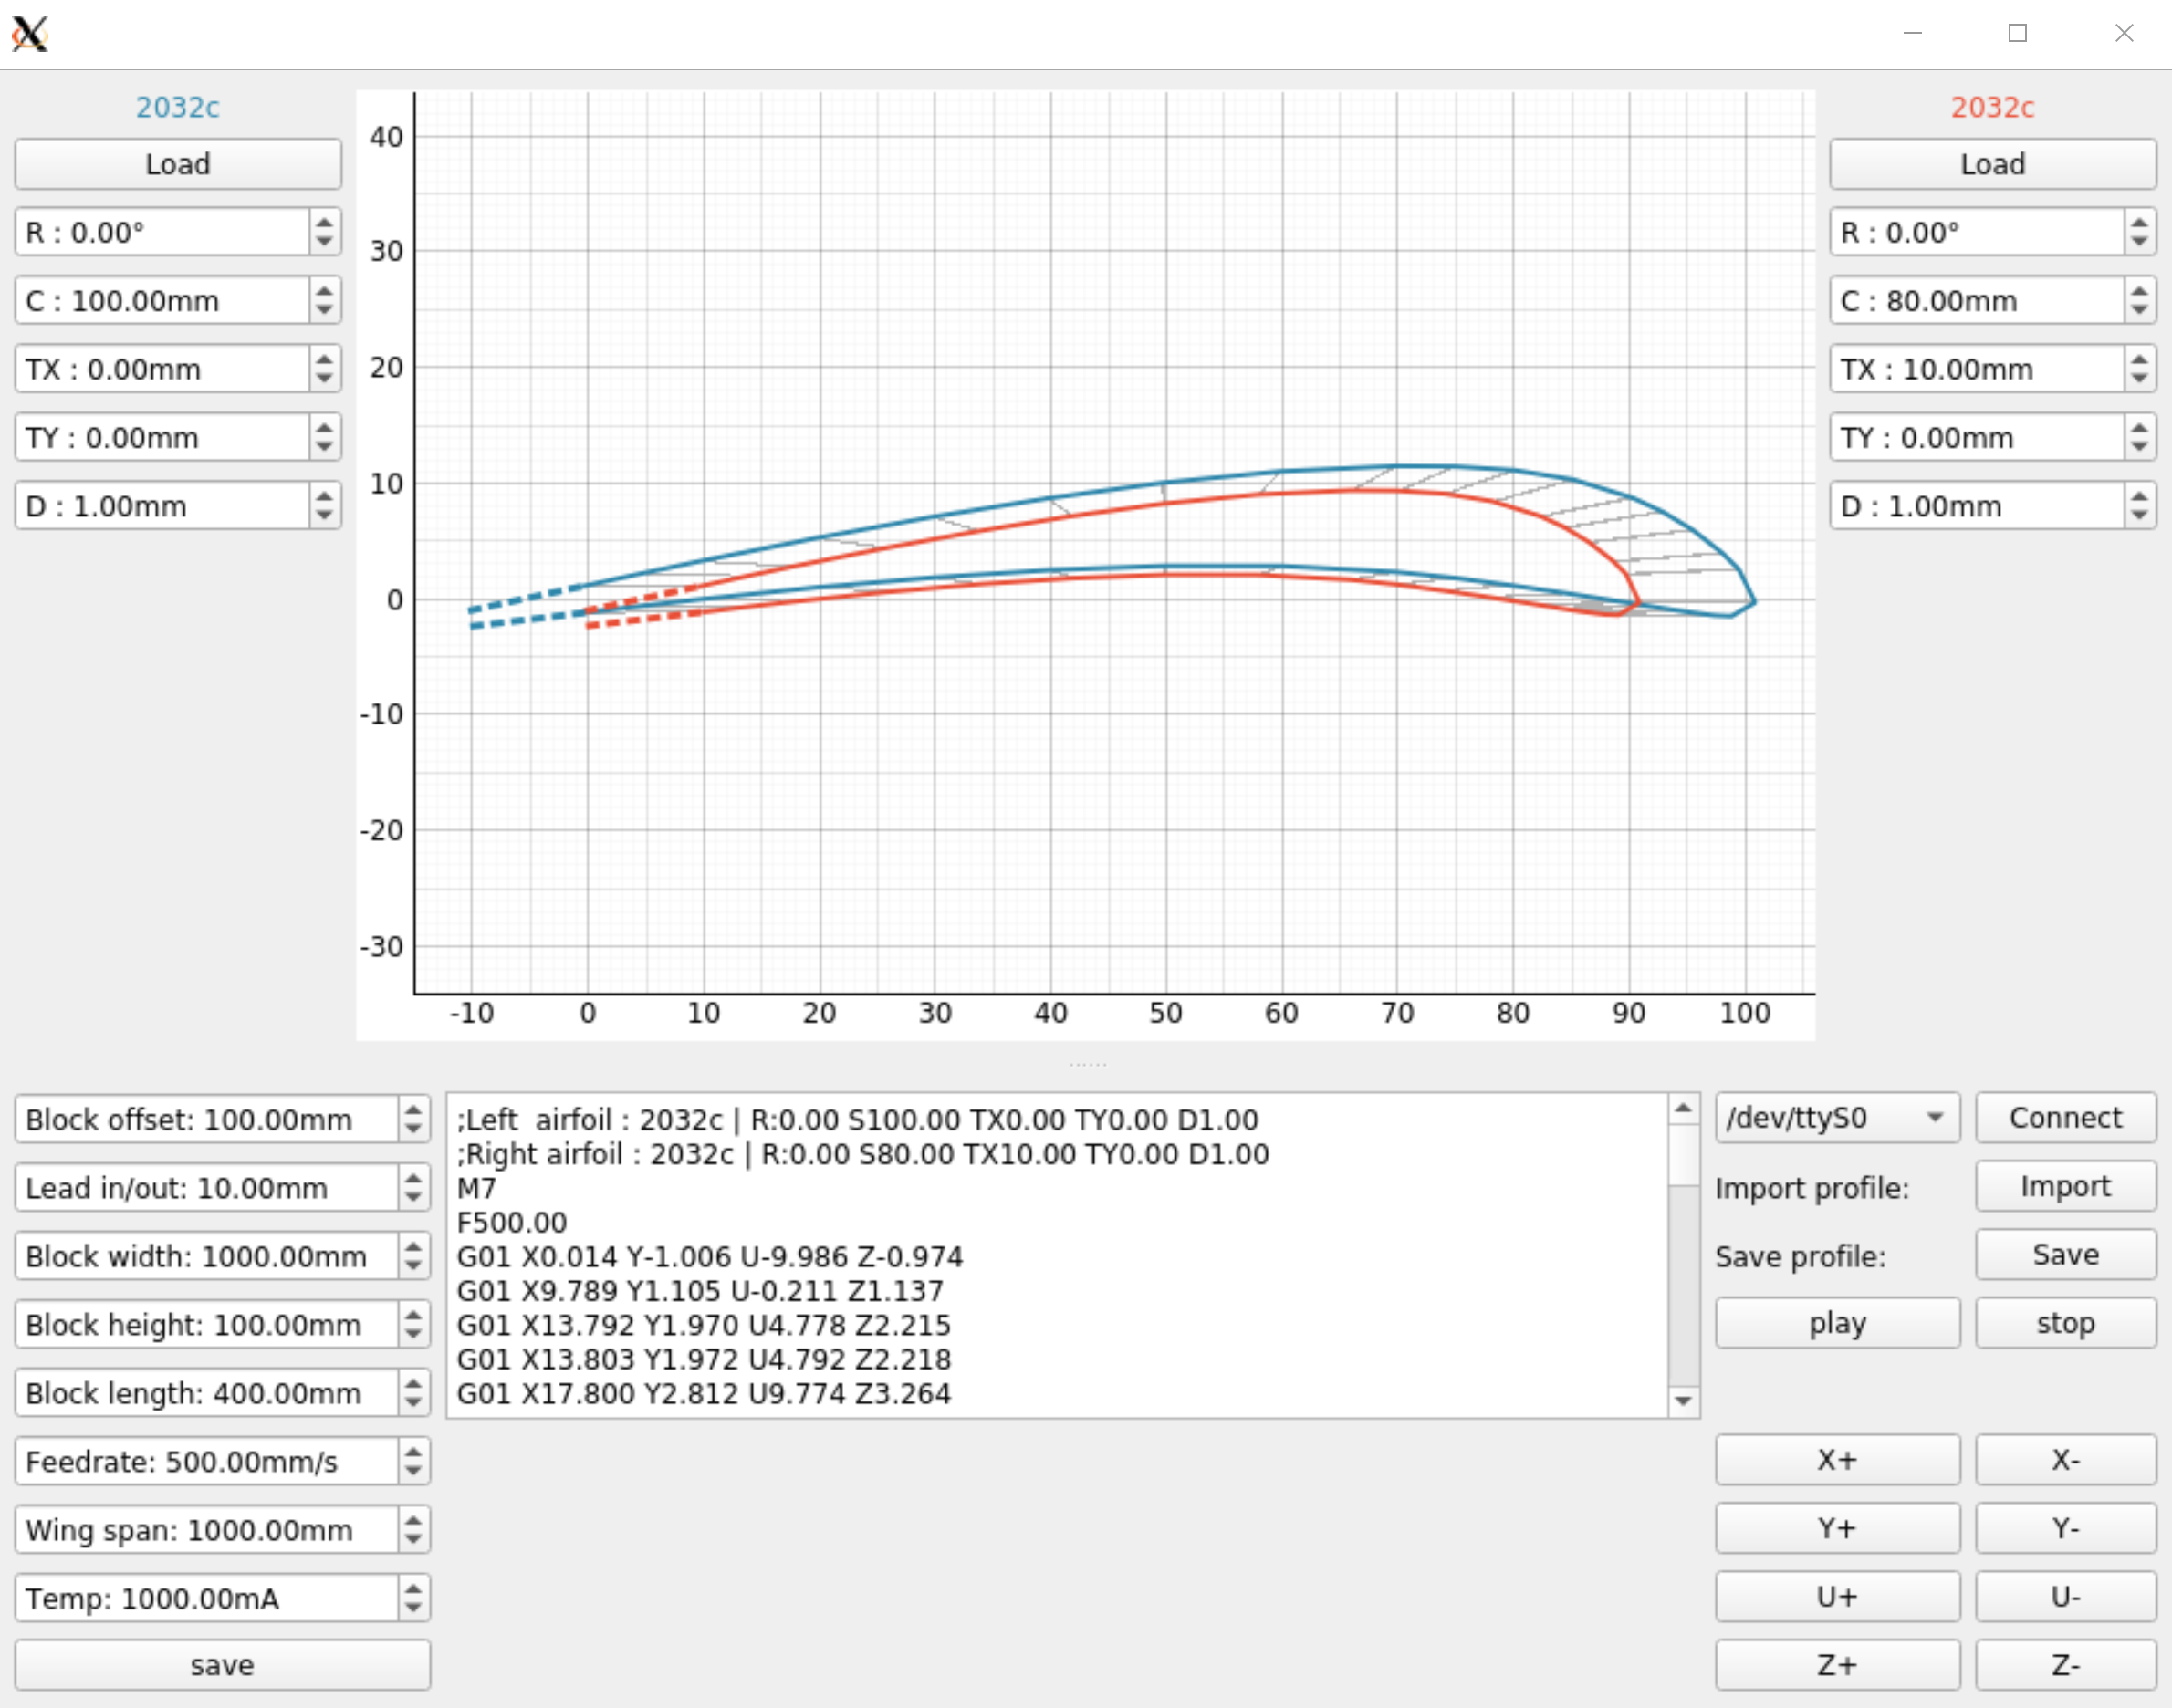 2032c
Load
R : 0.00°
C : 100.00mm
TX : 0.00mm
TY : 0.00mm
D : 1.00mm
40
30
20
10
0
-10
-20
-30
-10 0 10 20 30 40 50 60 70 80 90 100
2032c
Load
R : 0.00°
C : 80.00mm
TX : 10.00mm
TY : 0.00mm
D : 1.00mm
Block offset: 100.00mm
Lead in/out: 10.00mm
Block width: 1000.00mm
Block height: 100.00mm
Block length: 400.00mm
Feedrate: 500.00mm/s
Wing span: 1000.00mm
Temp: 1000.00mA
save
;Left  airfoil : 2032c | R:0.00 S100.00 TX0.00 TY0.00 D1.00
;Right airfoil : 2032c | R:0.00 S80.00 TX10.00 TY0.00 D1.00
M7
F500.00
G01 X0.014 Y-1.006 U-9.986 Z-0.974
G01 X9.789 Y1.105 U-0.211 Z1.137
G01 X13.792 Y1.970 U4.778 Z2.215
G01 X13.803 Y1.972 U4.792 Z2.218
G01 X17.800 Y2.812 U9.774 Z3.264
/dev/ttyS0 Connect
Import profile: Import
Save profile: Save
play stop
X+ X-
Y+ Y-
U+ U-
Z+ Z-